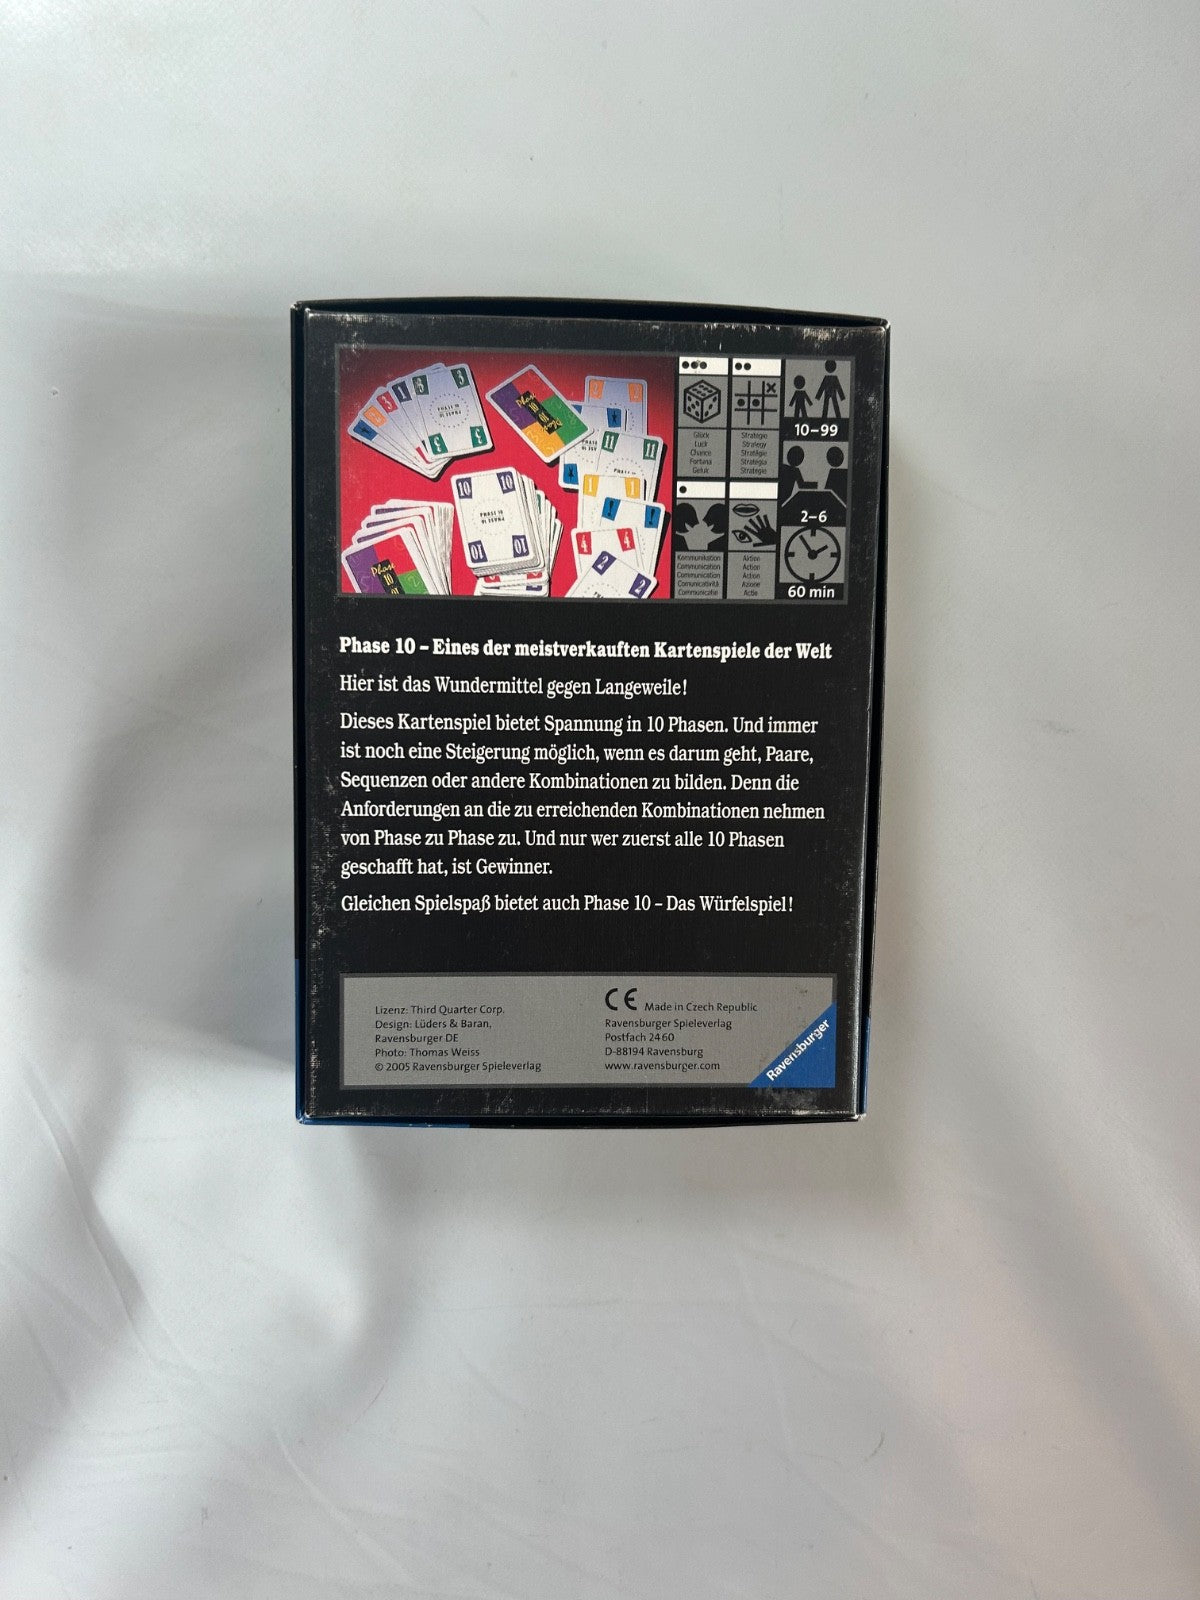 Glück
Luck
Chance
Fortuna
Geluk
Strategie
Strategy
Stratégie
Strategia
Strategie
10–99
2–6
Kommunikation
Communication
Communication
Comunicatività
Communicatie
Aktion
Action
Action
Azione
Actie
60 min
Phase 10 – Eines der meistverkauften Kartenspiele der Welt
Hier ist das Wundermittel gegen Langeweile!
Dieses Kartenspiel bietet Spannung in 10 Phasen. Und immer
ist noch eine Steigerung möglich, wenn es darum geht, Paare,
Sequenzen oder andere Kombinationen zu bilden. Denn die
Anforderungen an die zu erreichenden Kombinationen nehmen
von Phase zu Phase zu. Und nur wer zuerst alle 10 Phasen
geschafft hat, ist Gewinner.
Gleichen Spielspaß bietet auch Phase 10 – Das Würfelspiel!
Lizenz: Third Quarter Corp.
Design: Lüders & Baran,
Ravensburger DE
Photo: Thomas Weiss
© 2005 Ravensburger Spieleverlag
CE Made in Czech Republic
Ravensburger Spieleverlag
Postfach 24 60
D-88194 Ravensburg
www.ravensburger.com
Ravensburger